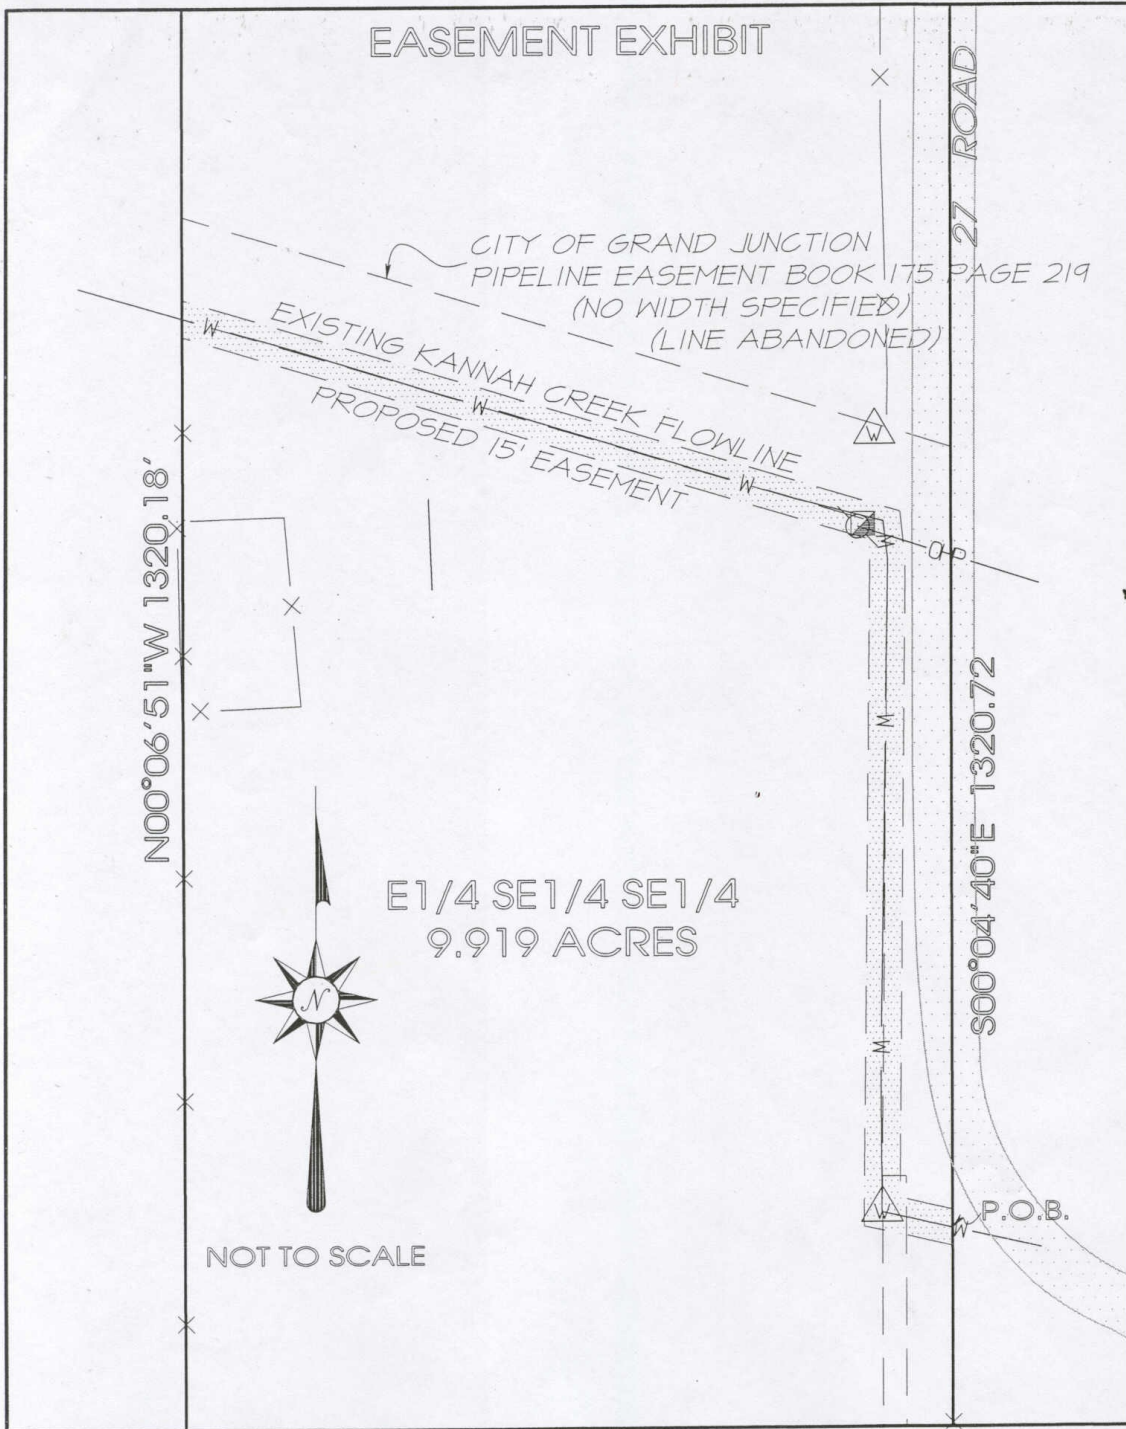 EASEMENT EXHIBIT
27 ROAD
CITY OF GRAND JUNCTION
PIPELINE EASEMENT BOOK 175 PAGE 219
(NO WIDTH SPECIFIED)
(LINE ABANDONED)
EXISTING KANNAH CREEK FLOWLINE
W
W
W
W
PROPOSED 15' EASEMENT
W
N00°06'51"W 1320.18'
S00°04'40"E 1320.72
W
E1/4 SE1/4 SE1/4
9.919 ACRES
N
W
W
W
P.O.B.
NOT TO SCALE